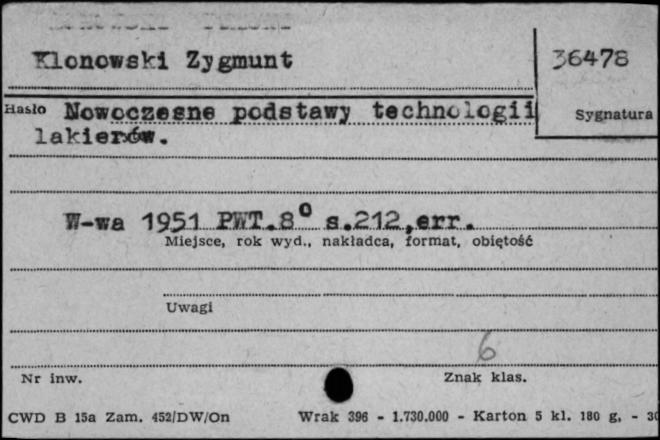 Klonowski Zygmunt
36478
Hasło Nowoczesne podstawy technologii
Sygnatura
lakierów.
W-wa 1951 PWT.8° s.212,err.
Miejsce, rok wyd., nakładca, format, objętość
Uwagi
6
Nr inw.
Znak klas.
CWD B 15a Zam. 452/DW/On Wrak 396 - 1.730.000 - Karton 5 kl. 180 g, - 30